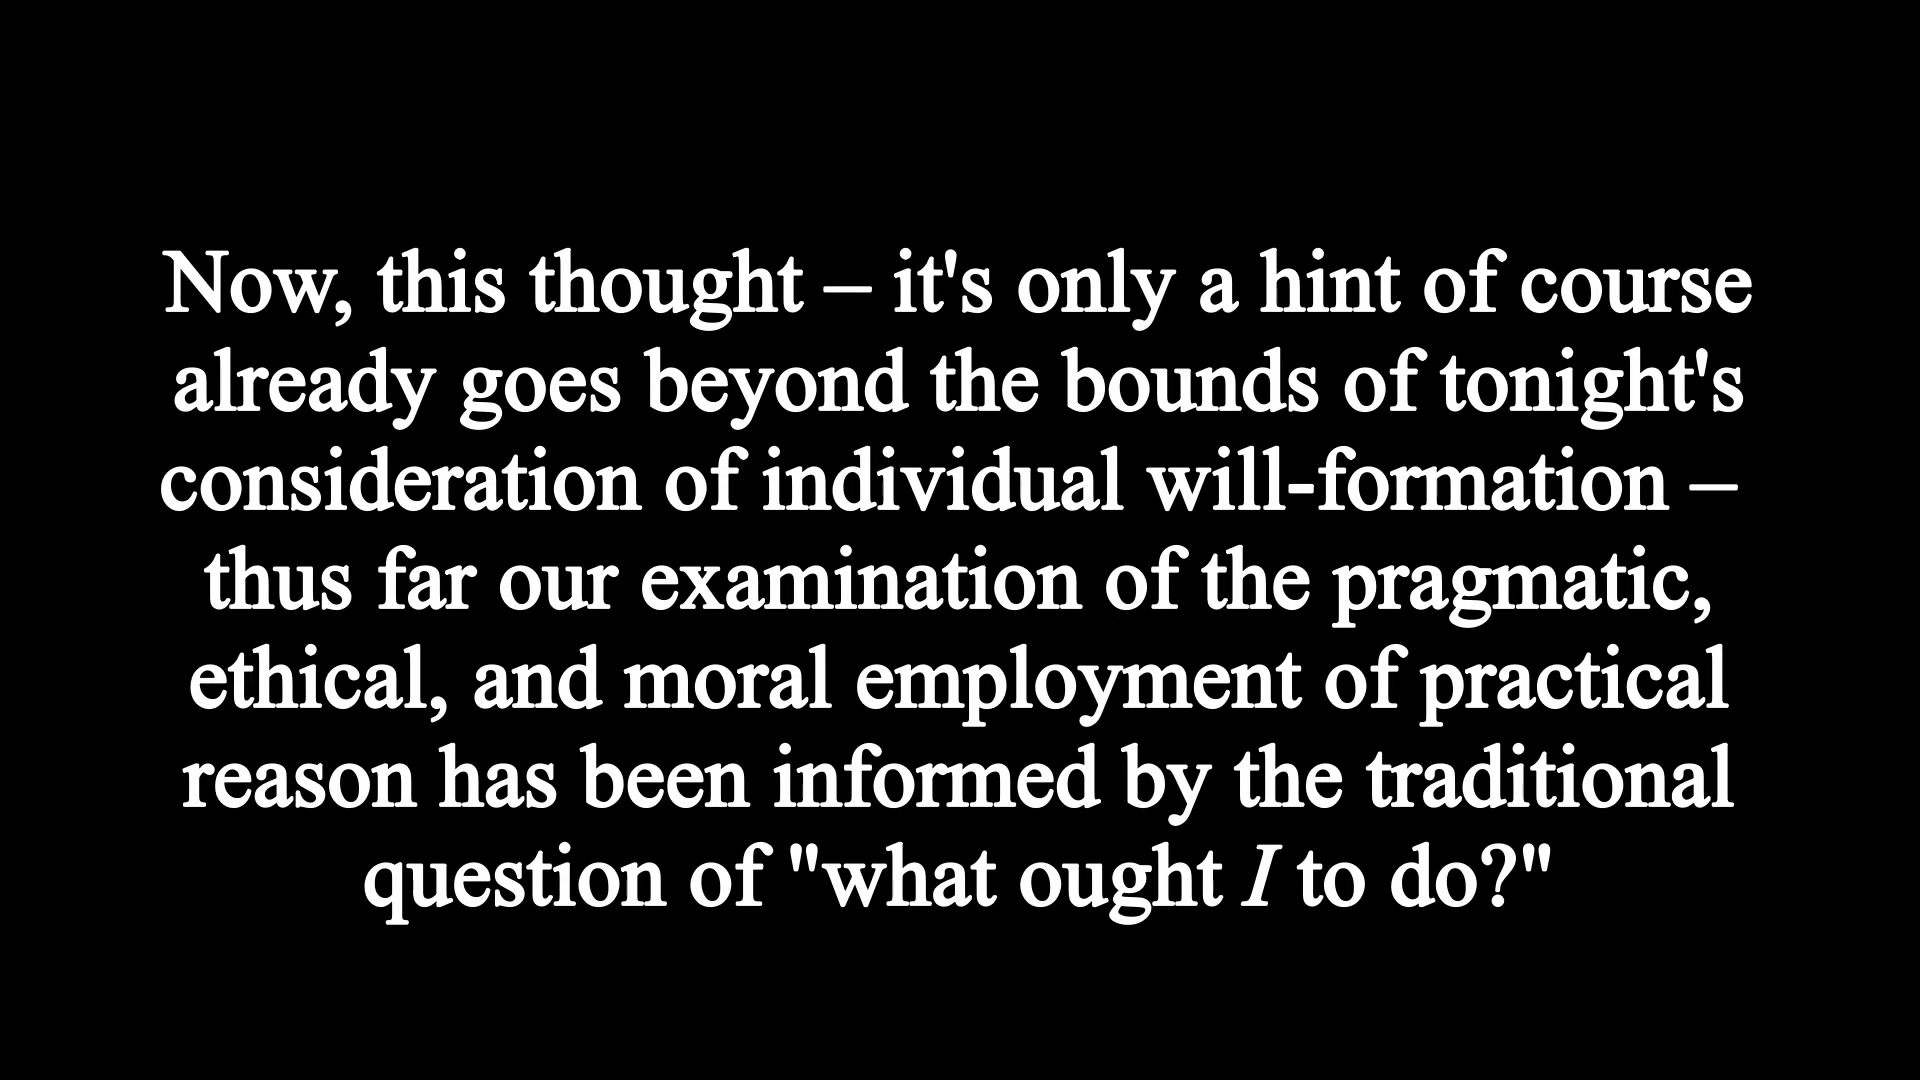 Now, this thought – it's only a hint of course
already goes beyond the bounds of tonight's
consideration of individual will-formation –
thus far our examination of the pragmatic,
ethical, and moral employment of practical
reason has been informed by the traditional
question of "what ought I to do?"